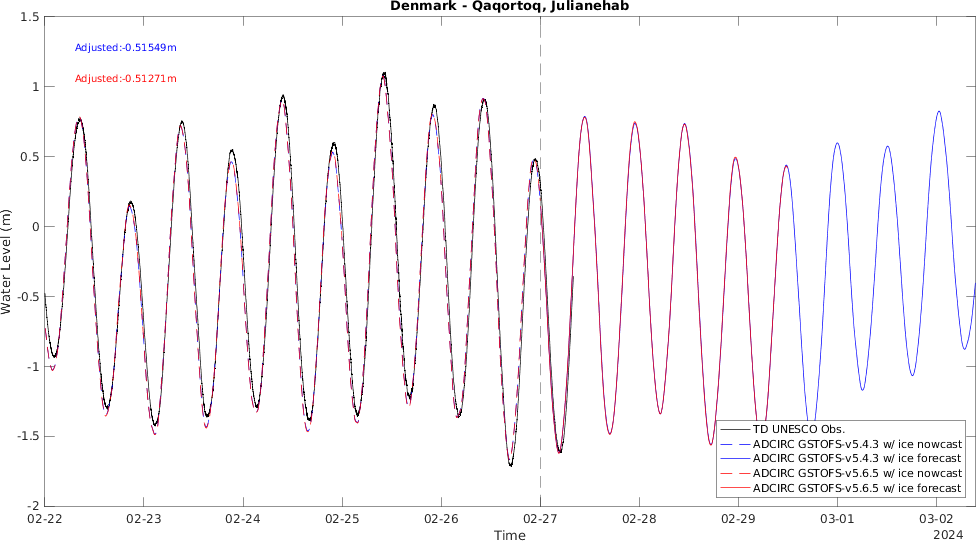 Denmark - Qaqortoq, Julianehab
Adjusted:-0.51549m
Adjusted:-0.51271m
Water Level (m)
1.5
1
0.5
0
-0.5
-1
-1.5
-2
TD UNESCO Obs.
ADCIRC GSTOFS-v5.4.3 w/ ice nowcast
ADCIRC GSTOFS-v5.4.3 w/ ice forecast
ADCIRC GSTOFS-v5.6.5 w/ ice nowcast
ADCIRC GSTOFS-v5.6.5 w/ ice forecast
02-22 02-23 02-24 02-25 02-26 02-27 02-28 02-29 03-01 03-02
2024
Time